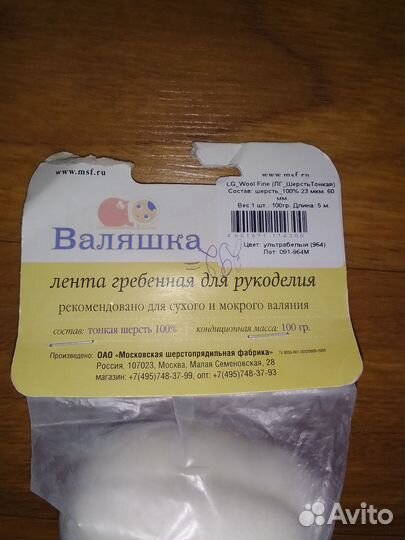 www.msf.ru
www.msf.ru
LG_Wool Fine (ЛГ_ШерстьТонкая)
Состав: шерсть_100% 23 мкм. 60
мм.
Вес 1 шт.: 100гр. Длина: 5 м.
Цвет: ультрабелый (964)
Лот: 091-964М
Валяшка
лента гребенная для рукоделия
рекомендовано для сухого и мокрого валяния
состав: тонкая шерсть 100% кондиционная масса: 100 гр.
Произведено: ОАО «Московская шерстопрядильная фабрика»
Россия, 107023, Москва, Малая Семеновская, 28
магазин: +7(495)748-37-99, опт: +7(495)748-37-93
Avito